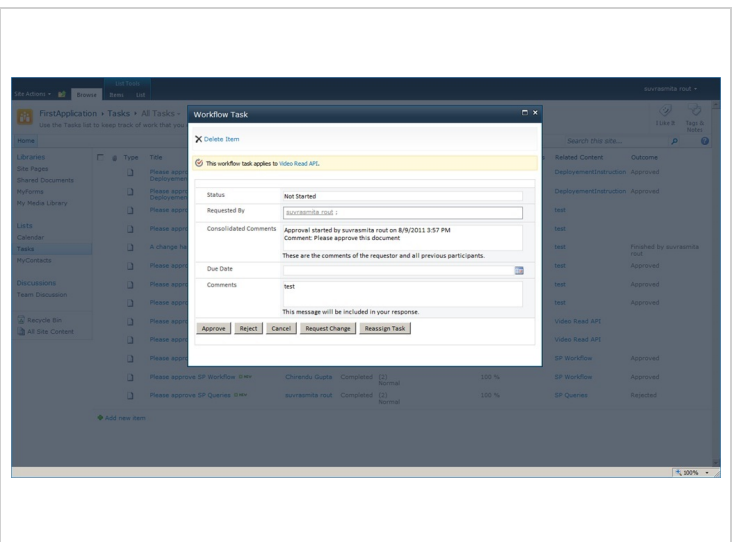 List Tools
Site Actions Browse Items List
suvrasmita rout
FirstApplication › Tasks › All Tasks
Use the Tasks list to keep track of work that you
I Like It
Tags & Notes
Home
Search this site...
Libraries
Site Pages
Shared Documents
MyForms
My Media Library
Lists
Calendar
Tasks
MyContacts
Discussions
Team Discussion
Recycle Bin
All Site Content
Type Title Related Content Outcome
DeploymentInstruction Approved
DeploymentInstruction Approved
test
test
A change ha
test Finished by suvrasmita rout
test Approved
test Approved
test Approved
Video Read API
Video Read API
SP Workflow Approved
Please approve SP Workflow Chirendu Gupta Completed (2) Normal 100 % SP Workflow Approved
Please approve SP Queries suvrasmita rout Completed (2) Normal 100 % SP Queries Rejected
Add new item
Workflow Task
Delete Item
This workflow task applies to Video Read API.
Status Not Started
Requested By suvrasmita rout ;
Consolidated Comments Approval started by suvrasmita rout on 8/9/2011 3:57 PM
Comment: Please approve this document
These are the comments of the requestor and all previous participants.
Due Date
Comments test
This message will be included in your response.
Approve Reject Cancel Request Change Reassign Task
100%